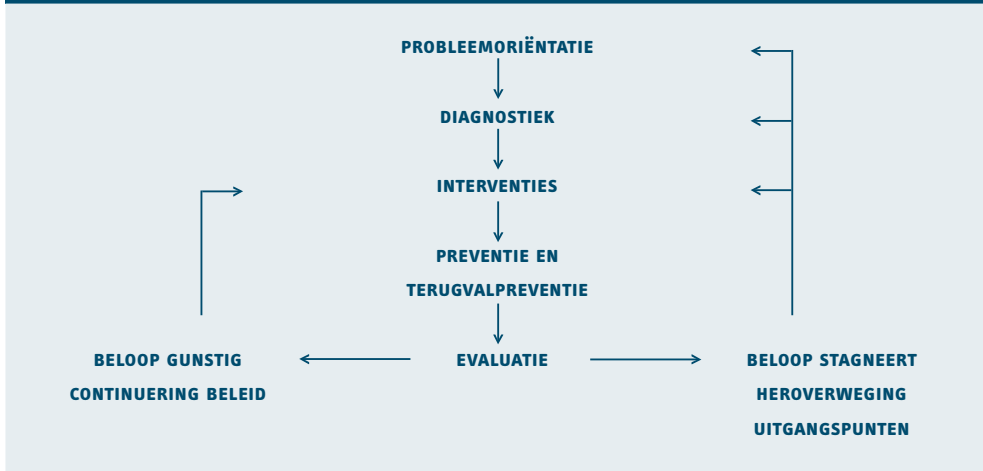 PROBLEEMORIËNTATIE
DIAGNOSTIEK
INTERVENTIES
PREVENTIE EN
TERUGVALPREVENTIE
EVALUATIE
BELOOP GUNSTIG
CONTINUERING BELEID
BELOOP STAGNEERT
HEROVERWEGING
UITGANGSPUNTEN